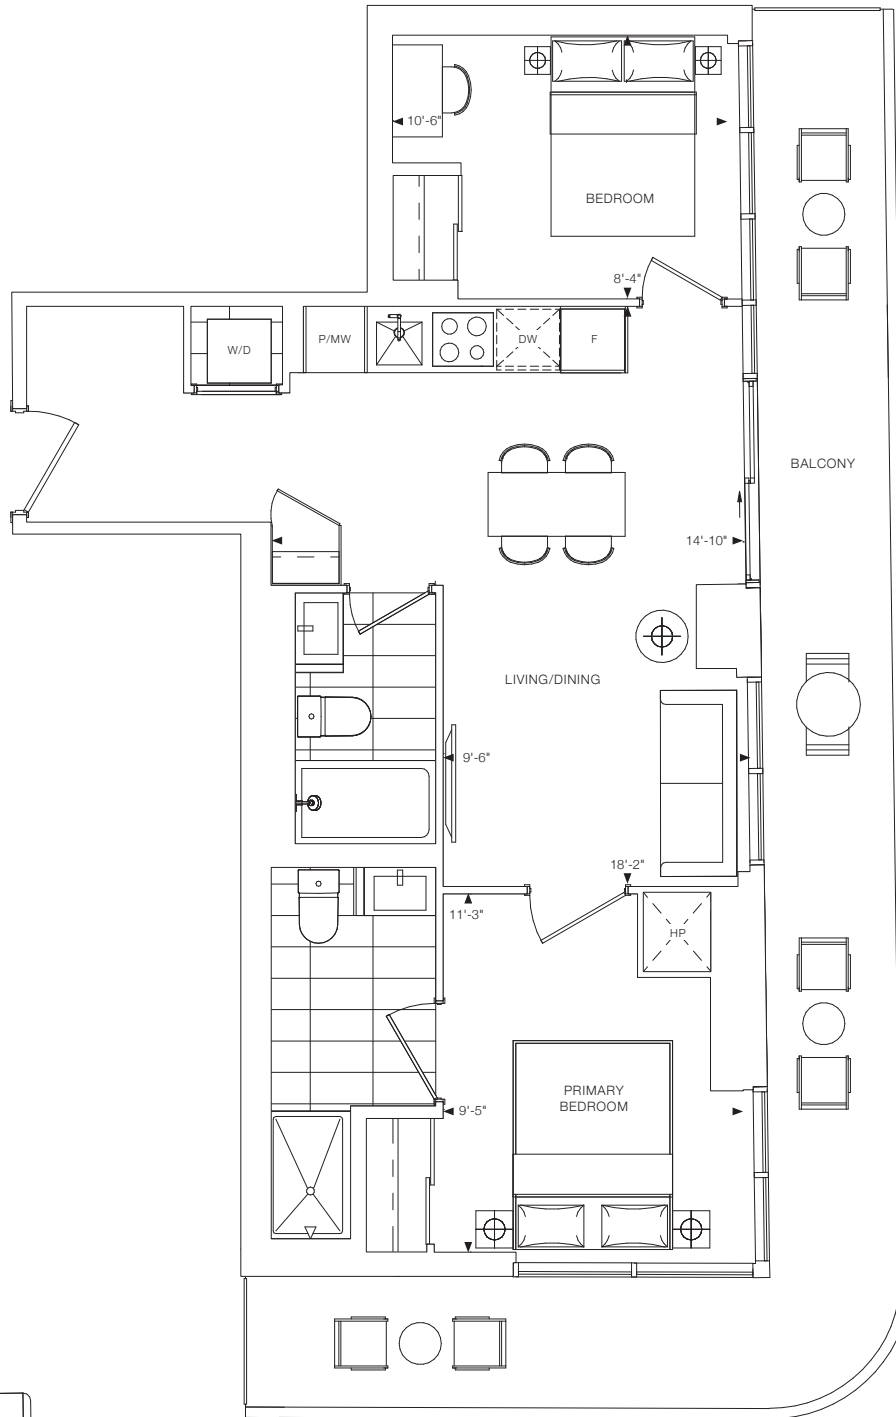 10'-6"
BEDROOM
8'-4"
W/D
P/MW
DW
F
BALCONY
14'-10"
LIVING/DINING
9'-6"
18'-2"
11'-3"
HP
PRIMARY
BEDROOM
9'-5"